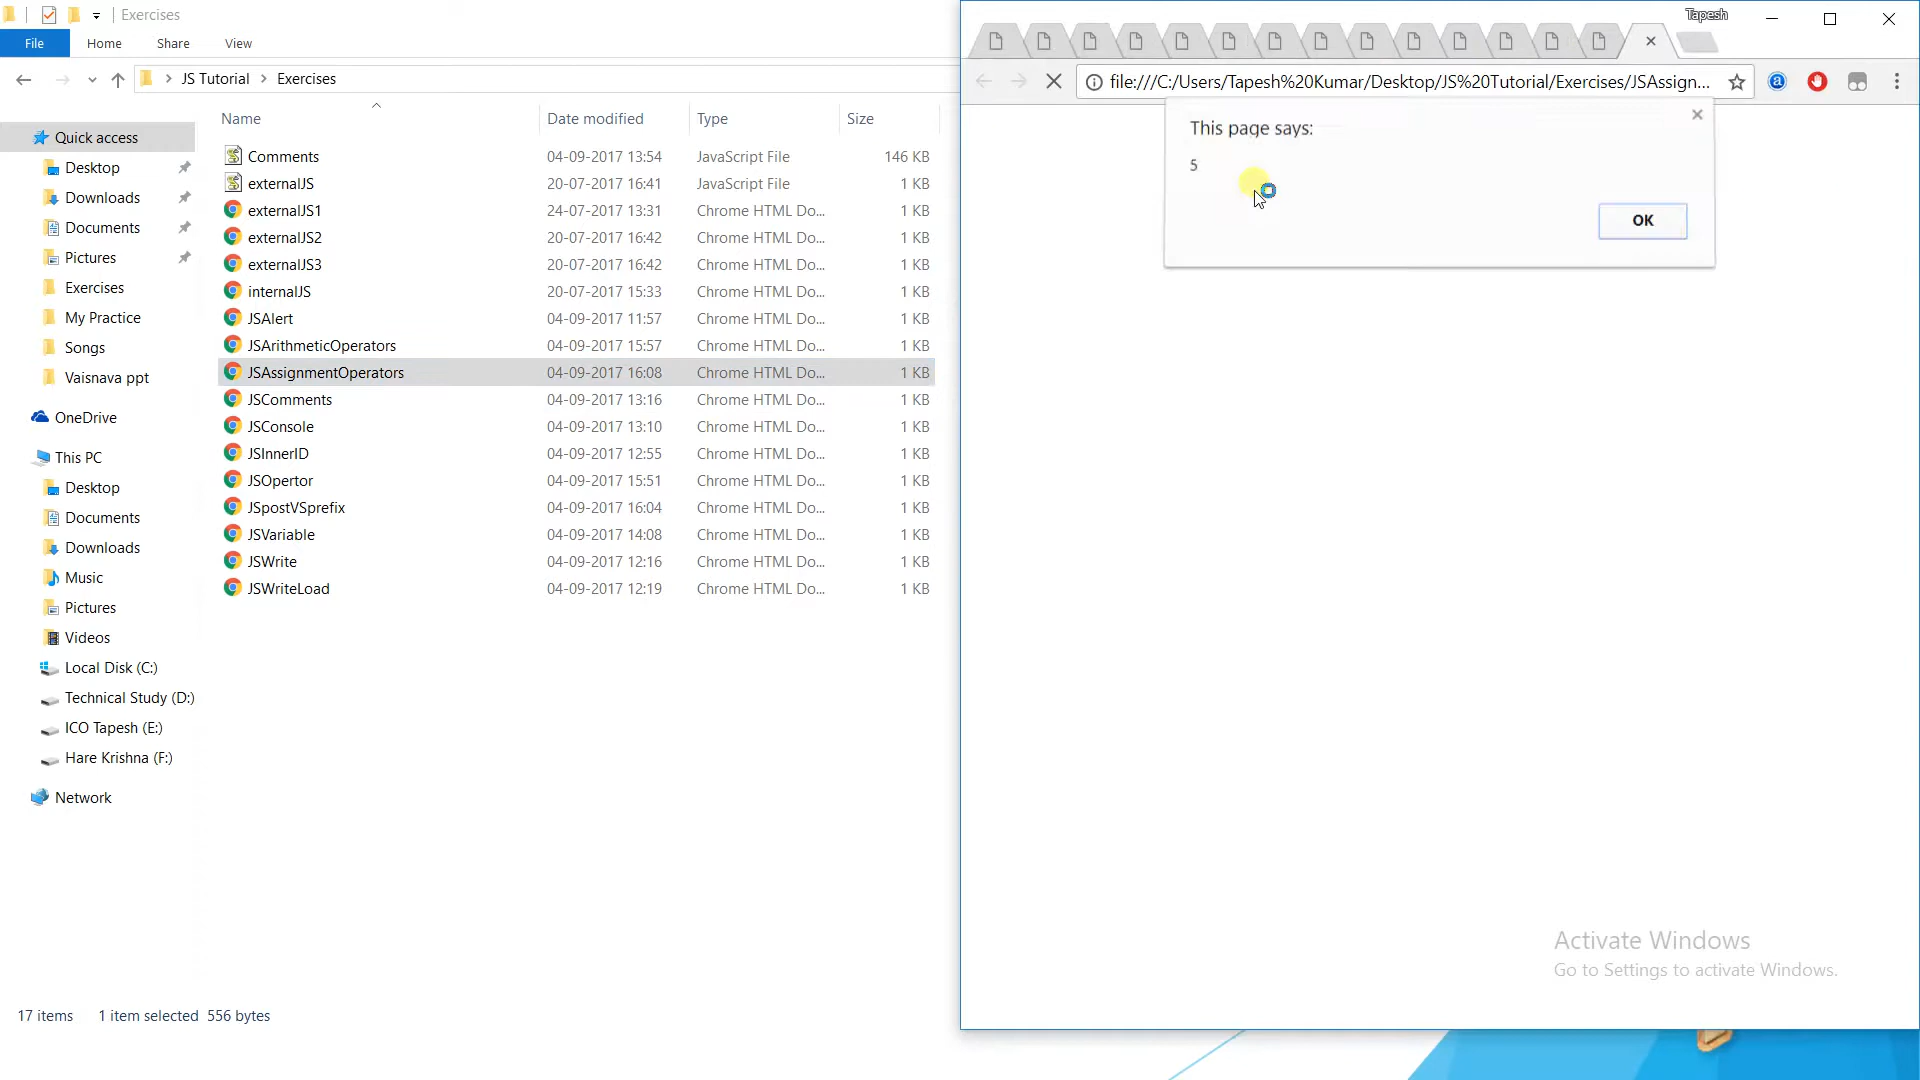 Exercises
File Home Share View
JS Tutorial Exercises
Name Date modified Type Size
Quick access
Desktop
Downloads
Documents
Pictures
Exercises
My Practice
Songs
Vaisnava ppt
OneDrive
This PC
Desktop
Documents
Downloads
Music
Pictures
Videos
Local Disk (C:)
Technical Study (D:)
ICO Tapesh (E:)
Hare Krishna (F:)
Network
Comments 04-09-2017 13:54 JavaScript File 146 KB
externalJS 20-07-2017 16:41 JavaScript File 1 KB
externalJS1 24-07-2017 13:31 Chrome HTML Do... 1 KB
externalJS2 20-07-2017 16:42 Chrome HTML Do... 1 KB
externalJS3 20-07-2017 16:42 Chrome HTML Do... 1 KB
internalJS 20-07-2017 15:33 Chrome HTML Do... 1 KB
JSAlert 04-09-2017 11:57 Chrome HTML Do... 1 KB
JSArithmeticOperators 04-09-2017 15:57 Chrome HTML Do... 1 KB
JSAssignmentOperators 04-09-2017 16:08 Chrome HTML Do... 1 KB
JSComments 04-09-2017 13:16 Chrome HTML Do... 1 KB
JSConsole 04-09-2017 13:10 Chrome HTML Do... 1 KB
JSInnerID 04-09-2017 12:55 Chrome HTML Do... 1 KB
JSOpertor 04-09-2017 15:51 Chrome HTML Do... 1 KB
JSpostVSprefix 04-09-2017 16:04 Chrome HTML Do... 1 KB
JSVariable 04-09-2017 14:08 Chrome HTML Do... 1 KB
JSWrite 04-09-2017 12:16 Chrome HTML Do... 1 KB
JSWriteLoad 04-09-2017 12:19 Chrome HTML Do... 1 KB
17 items 1 item selected 556 bytes
Tapesh
file:///C:/Users/Tapesh%20Kumar/Desktop/JS%20Tutorial/Exercises/JSAssign...
This page says:
5
OK
Activate Windows
Go to Settings to activate Windows.